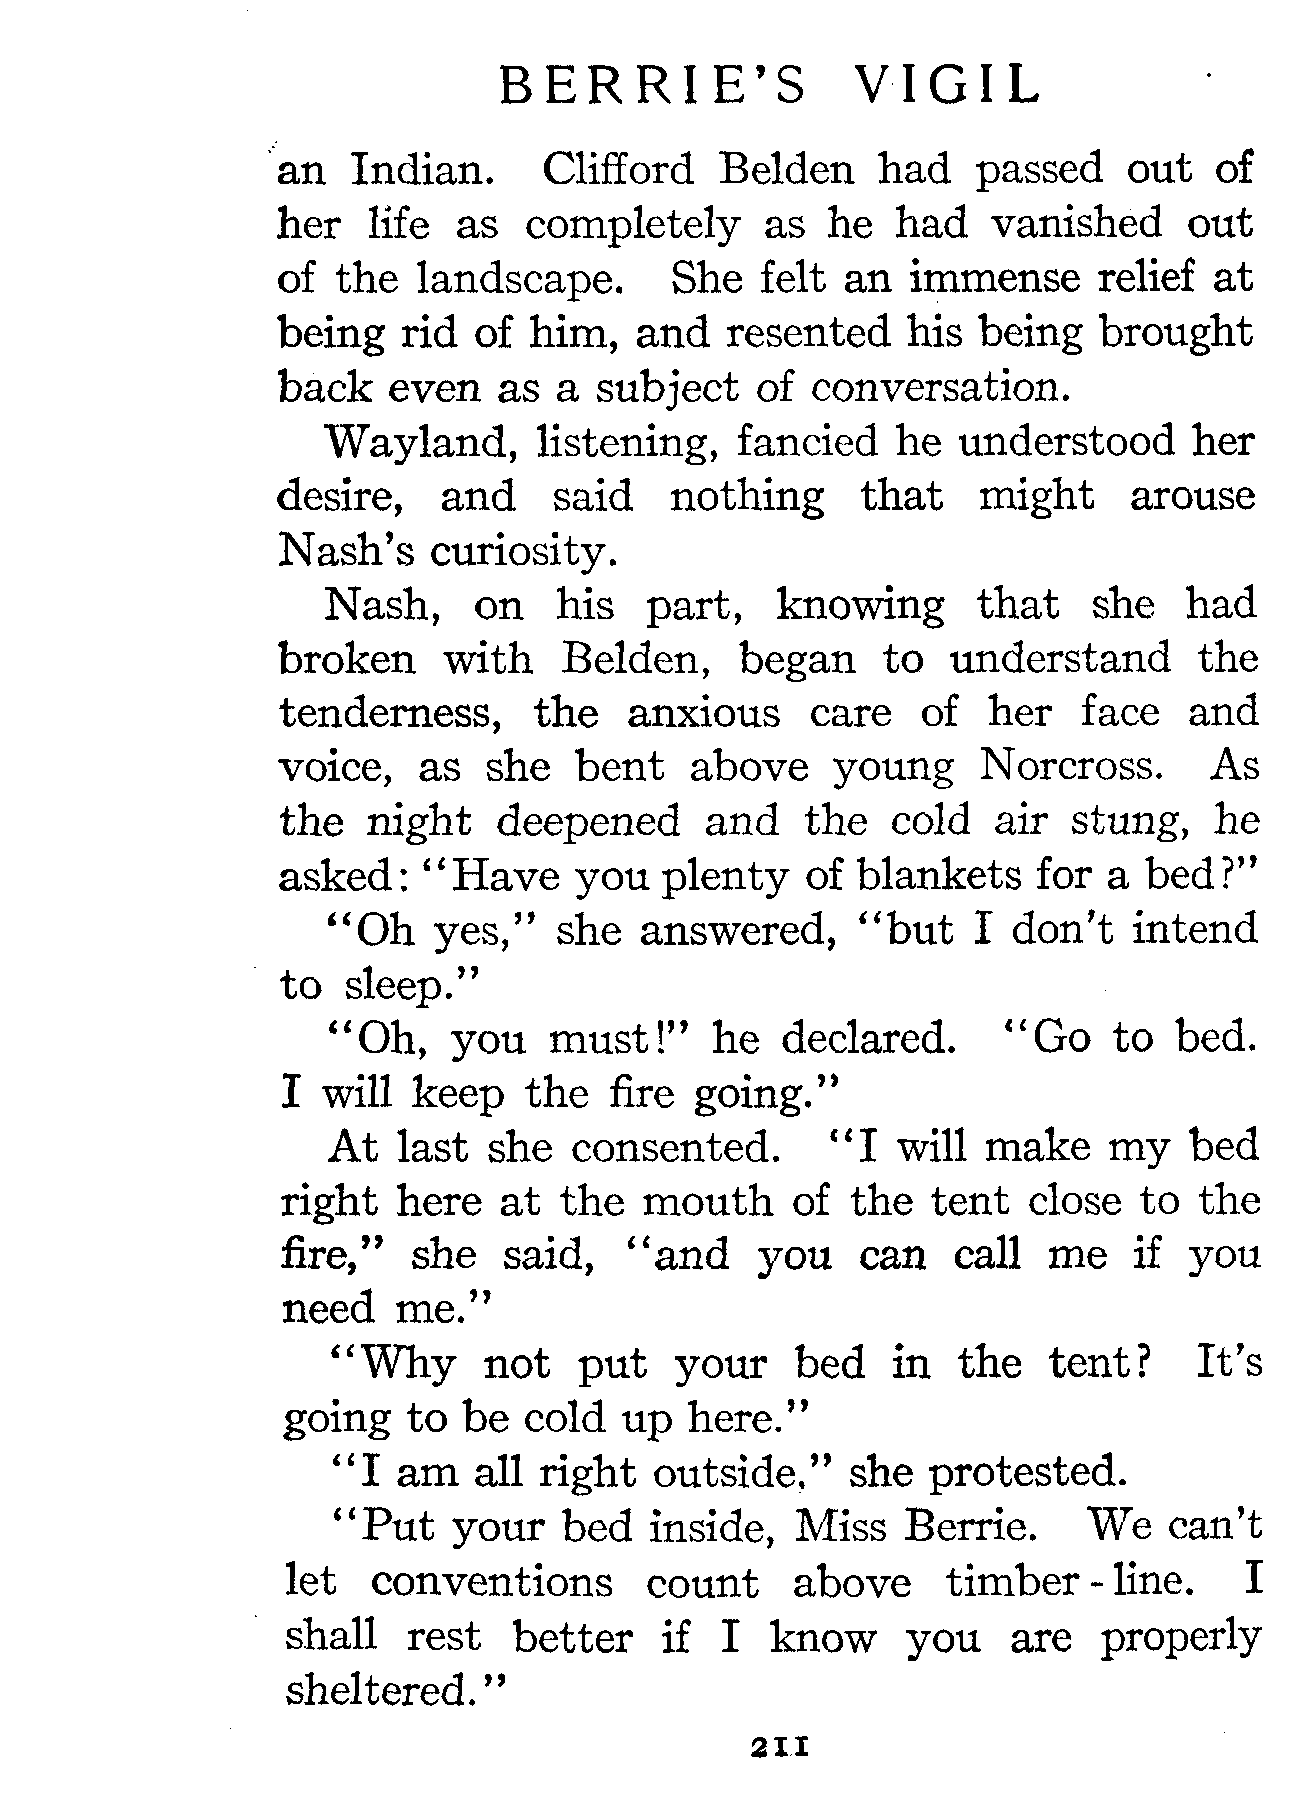 BERRIE'S VIGIL
an Indian. Clifford Belden had passed out of
her life as completely as he had vanished out
of the landscape. She felt an immense relief at
being rid of him, and resented his being brought
back even as a subject of conversation.
Wayland, listening, fancied he understood her
desire, and said nothing that might arouse
Nash's curiosity.
Nash, on his part, knowing that she had
broken with Belden, began to understand the
tenderness, the anxious care of her face and
voice, as she bent above young Norcross. As
the night deepened and the cold air stung, he
asked: "Have you plenty of blankets for a bed?"
"Oh yes," she answered, "but I don't intend
to sleep."
"Oh, you must!" he declared. "Go to bed.
I will keep the fire going."
At last she consented. "I will make my bed
right here at the mouth of the tent close to the
fire," she said, "and you can call me if you
need me."
"Why not put your bed in the tent? It's
going to be cold up here."
"I am all right outside," she protested.
"Put your bed inside, Miss Berrie. We can't
let conventions count above timber-line. I
shall rest better if I know you are properly
sheltered."
211